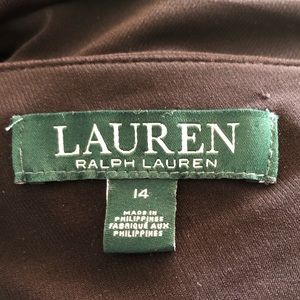 LAUREN
RALPH LAUREN
14
MADE IN
PHILIPPINES
FABRIQUÉ AUX
PHILIPPINES